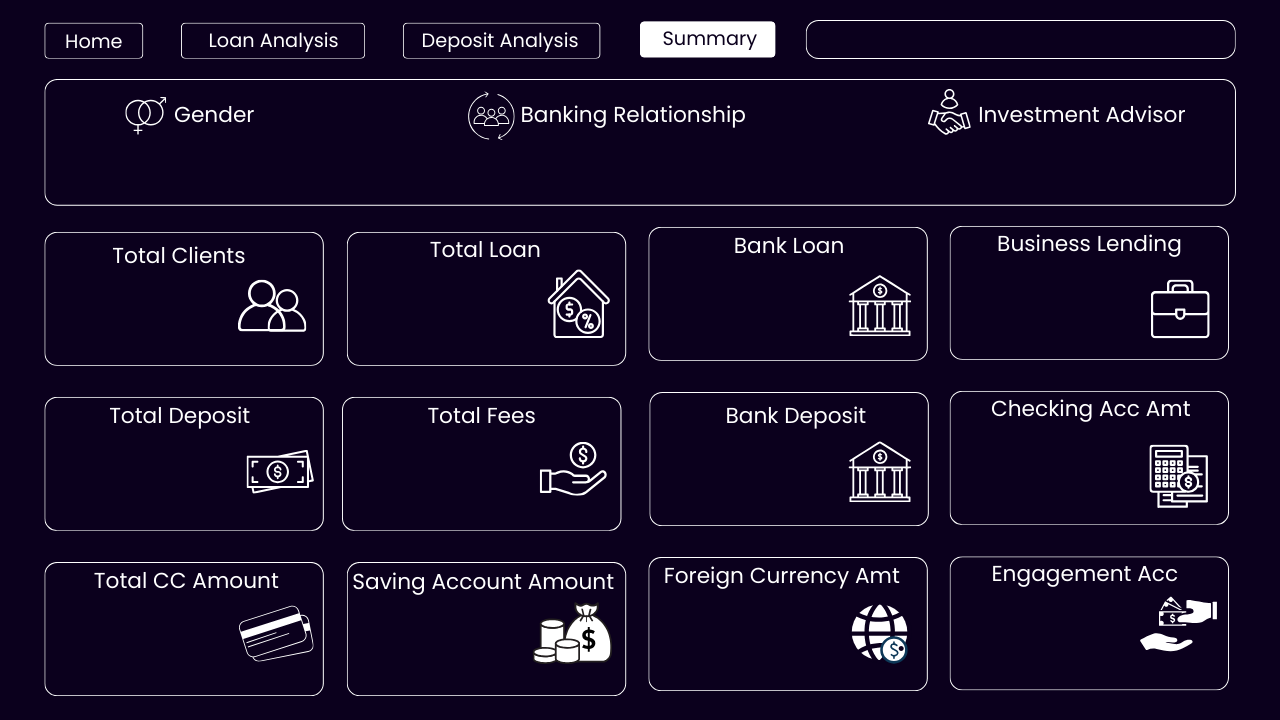 Home
Loan Analysis
Deposit Analysis
Summary
Gender
Banking Relationship
Investment Advisor
Total Clients
Total Loan
Bank Loan
Business Lending
$
%
$
Total Deposit
Total Fees
Bank Deposit
Checking Acc Amt
$
$
$
$
Total CC Amount
Saving Account Amount
Foreign Currency Amt
Engagement Acc
$
$
$